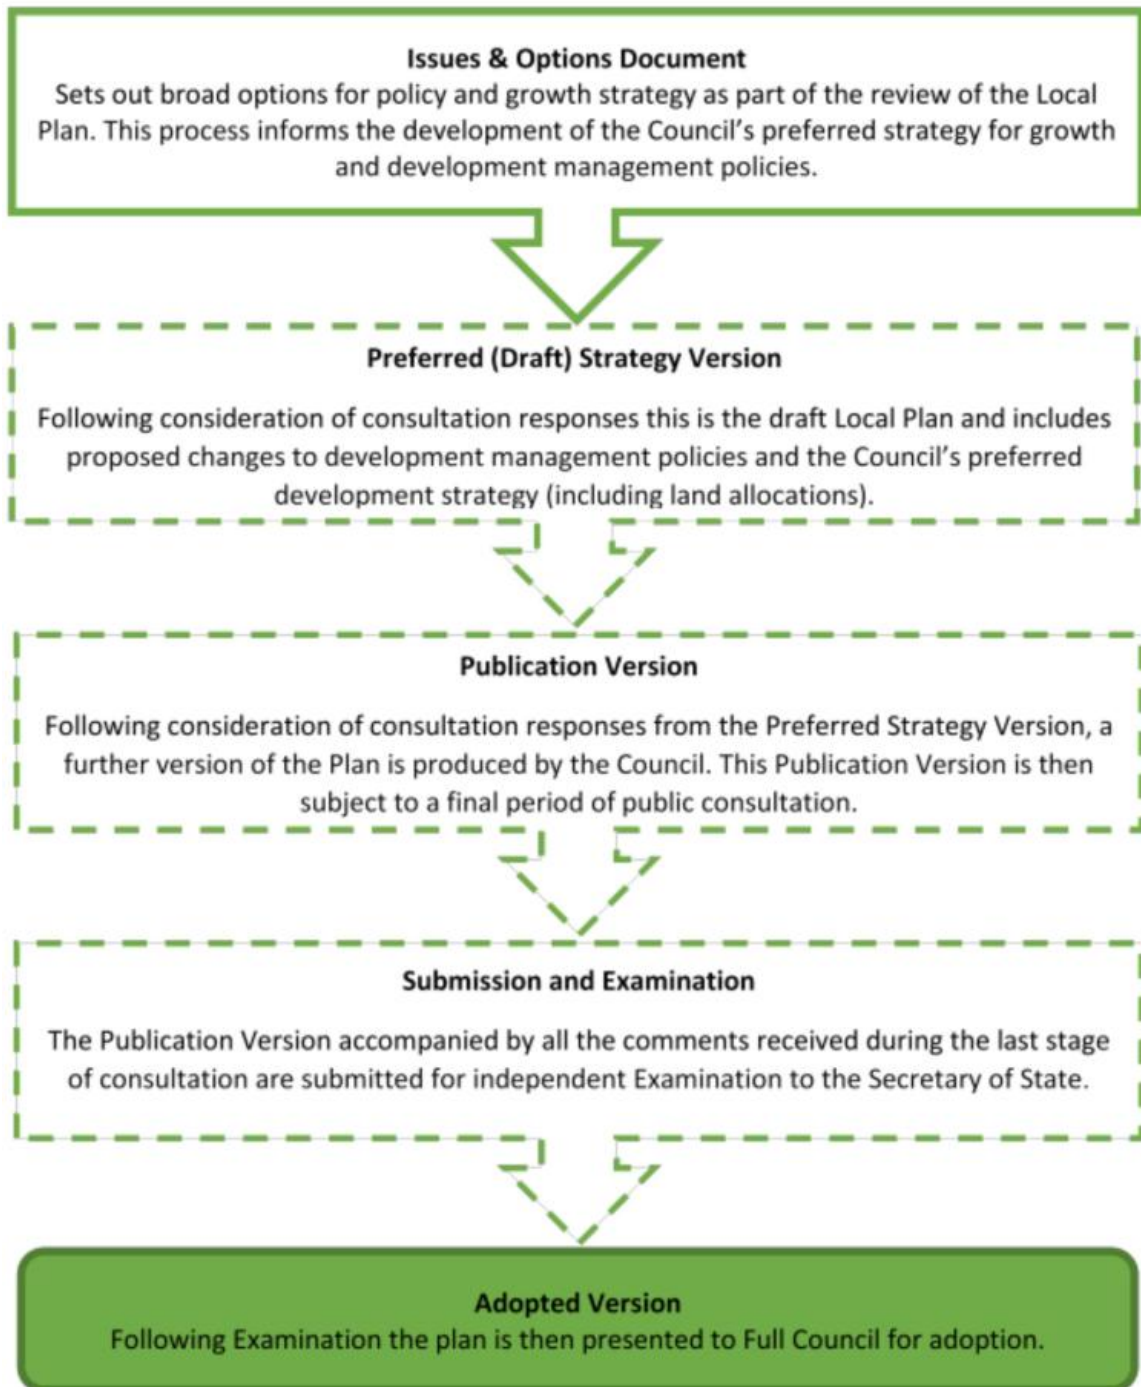 Issues & Options Document
Sets out broad options for policy and growth strategy as part of the review of the Local
Plan. This process informs the development of the Council's preferred strategy for growth
and development management policies.
Preferred (Draft) Strategy Version
Following consideration of consultation responses this is the draft Local Plan and includes
proposed changes to development management policies and the Council's preferred
development strategy (including land allocations).
Publication Version
Following consideration of consultation responses from the Preferred Strategy Version, a
further version of the Plan is produced by the Council. This Publication Version is then
subject to a final period of public consultation.
Submission and Examination
The Publication Version accompanied by all the comments received during the last stage
of consultation are submitted for independent Examination to the Secretary of State.
Adopted Version
Following Examination the plan is then presented to Full Council for adoption.